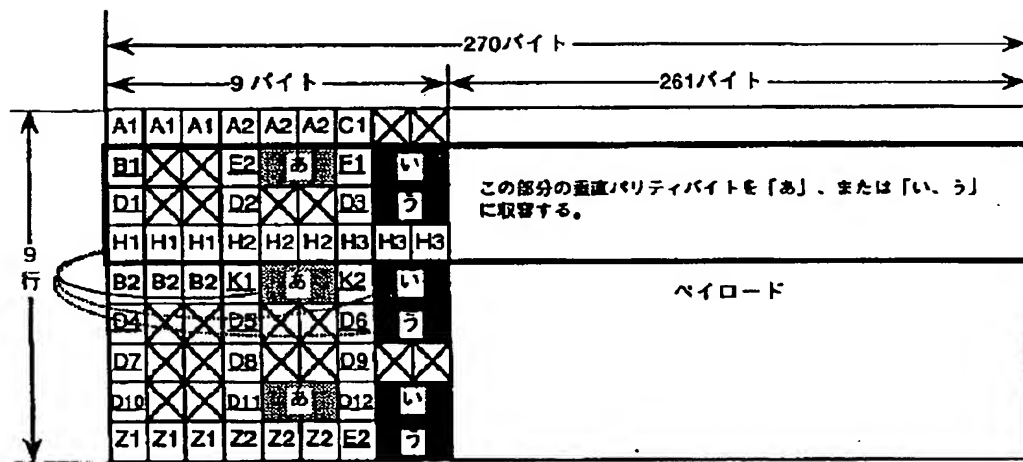 270バイト
9バイト 261バイト
A1 A1 A1 A2 A2 A2 C1
B1 E2 あ F1 い
この部分の垂直パリティバイトを「あ」、または「い、う」
に収容する。
D1 D2 D3 う
9行
H1 H1 H1 H2 H2 H2 H3 H3 H3
B2 B2 B2 K1 あ K2 い
ペイロード
D4 D5 D6 う
D7 D8 D9
D10 D11 あ D12 い
Z1 Z1 Z1 Z2 Z2 Z2 E2 う